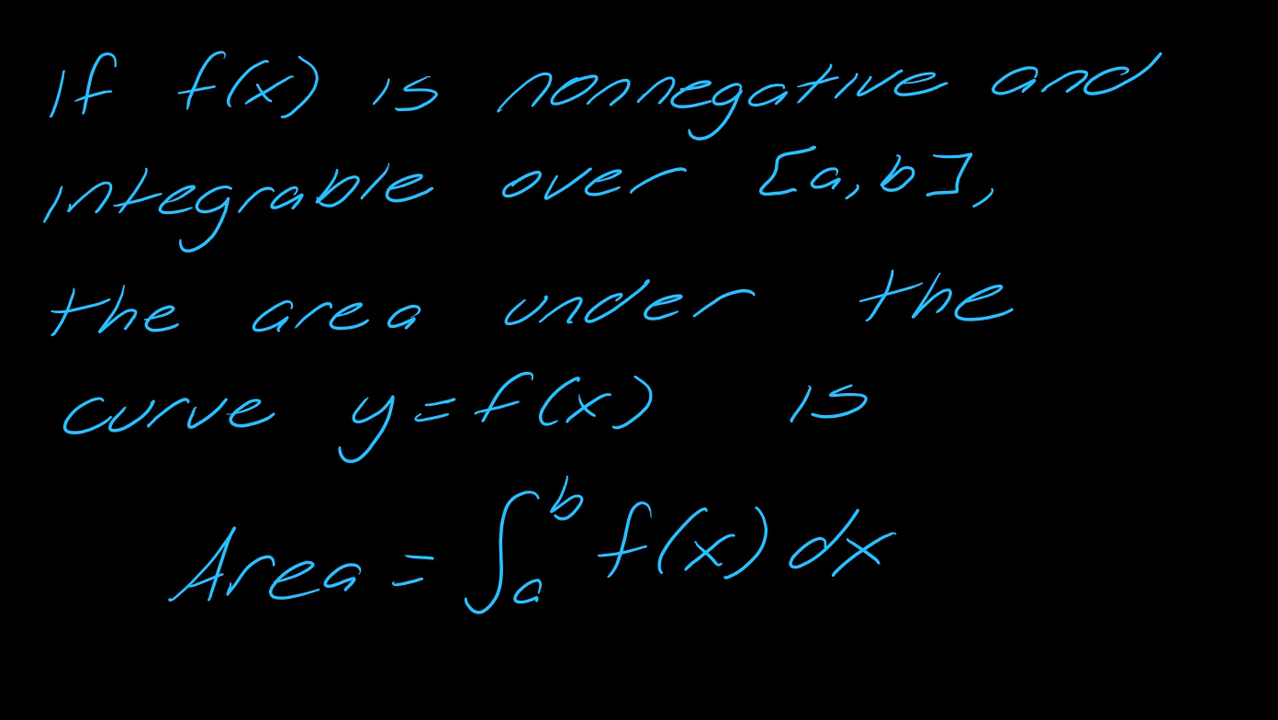 If f(x) is nonnegative and
integrable over [a,b],
the area under the
curve y=f(x) is
Area = ∫_a^b f(x) dx